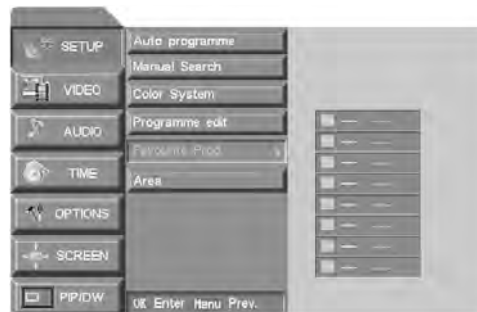 SETUP
VIDEO
AUDIO
TIME
OPTIONS
SCREEN
PIP/DW
Auto programme
Manual Search
Color System
Programme edit
Favourite Prod
Area
OK Enter Menu Prev.